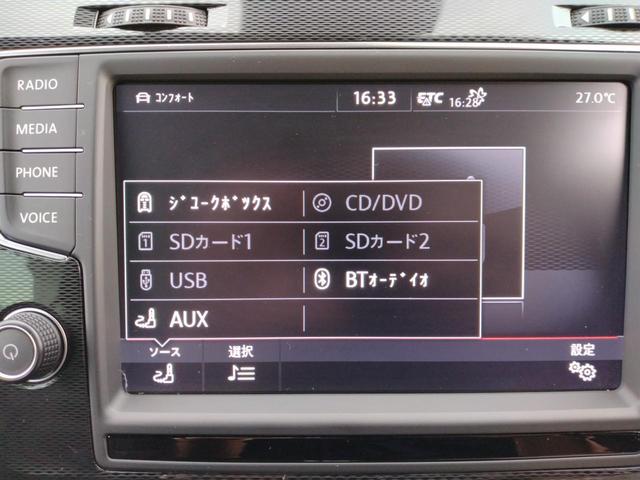 RADIO
MEDIA
PHONE
VOICE
ｺﾝﾌｫｰﾄ 16:33 ETC 16:28 27.0℃
ｼﾞｭｰｸﾎﾞｯｸｽ CD/DVD
1 SDカード1 2 SDカード2
USB BTｵｰﾃﾞｨｵ
AUX
ソース 選択 設定